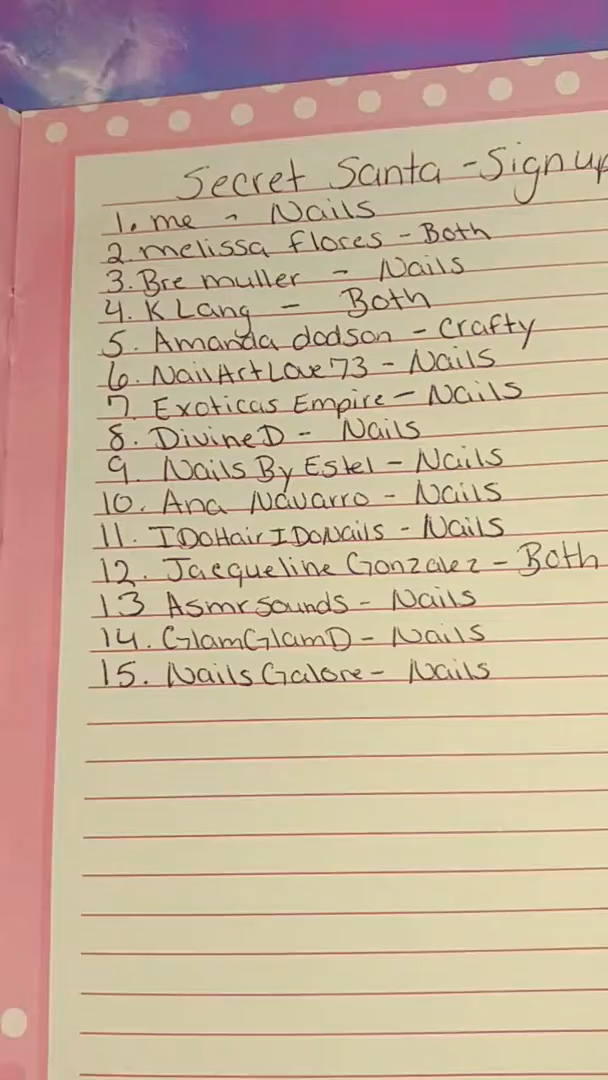 Secret Santa - Sign up
1. me - Nails
2. melissa flores - Both
3. Bre muller - Nails
4. K Lang - Both
5. Amanda dodson - Crafty
6. NailArtLove73 - Nails
7. Exoticas Empire - Nails
8. DivineD - Nails
9. Nails By Estel - Nails
10. Ana Navarro - Nails
11. IDoHairIDoNails - Nails
12. Jacqueline Gonzalez - Both
13 Asmrsounds - Nails
14. GlamGlamD - Nails
15. NailsGalore - Nails